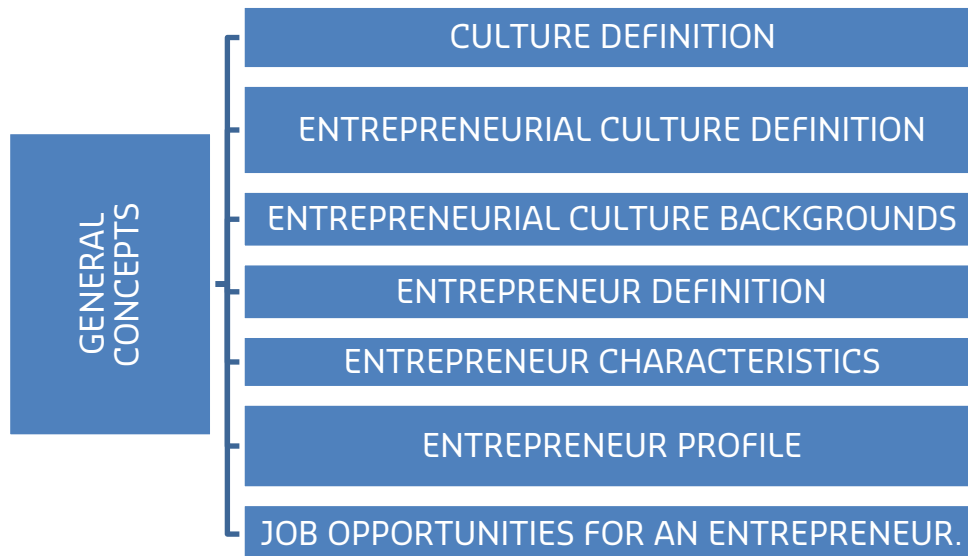 GENERAL
CONCEPTS
CULTURE DEFINITION
ENTREPRENEURIAL CULTURE DEFINITION
ENTREPRENEURIAL CULTURE BACKGROUNDS
ENTREPRENEUR DEFINITION
ENTREPRENEUR CHARACTERISTICS
ENTREPRENEUR PROFILE
JOB OPPORTUNITIES FOR AN ENTREPRENEUR.